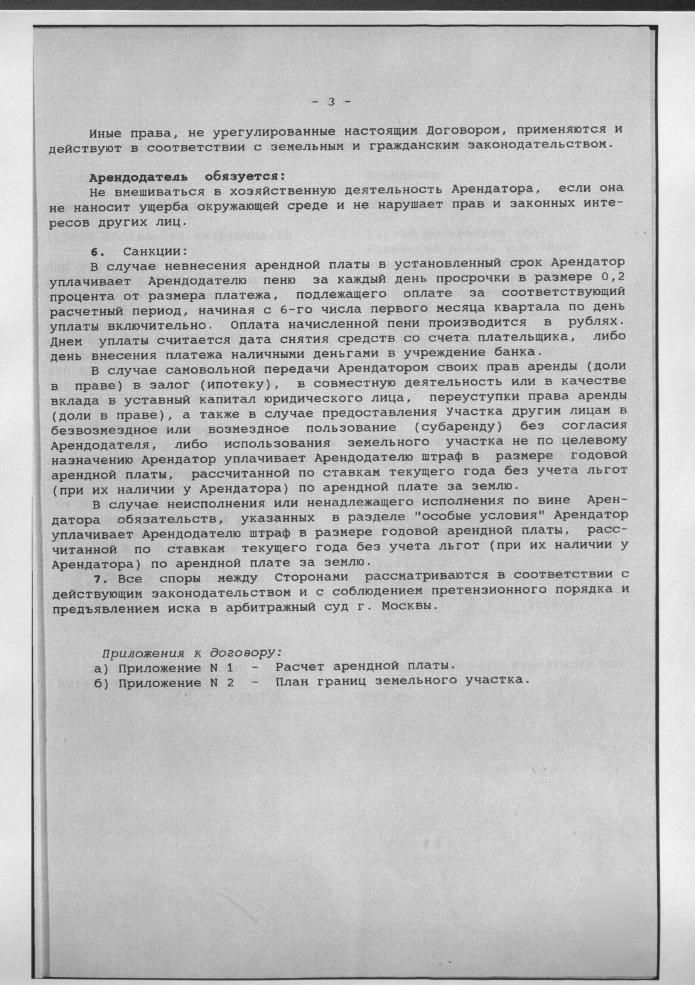 - 3 -
Иные права, не урегулированные настоящим Договором, применяются и
действуют в соответствии с земельным и гражданским законодательством.
Арендодатель обязуется:
Не вмешиваться в хозяйственную деятельность Арендатора, если она
не наносит ущерба окружающей среде и не нарушает прав и законных инте-
ресов других лиц.
6. Санкции:
В случае невнесения арендной платы в установленный срок Арендатор
уплачивает Арендодателю пеню за каждый день просрочки в размере 0,2
процента от размера платежа, подлежащего оплате за соответствующий
расчетный период, начиная с 6-го числа первого месяца квартала по день
уплаты включительно. Оплата начисленной пени производится в рублях.
Днем уплаты считается дата снятия средств со счета плательщика, либо
день внесения платежа наличными деньгами в учреждение банка.
В случае самовольной передачи Арендатором своих прав аренды (доли
в праве) в залог (ипотеку), в совместную деятельность или в качестве
вклада в уставный капитал юридического лица, переуступки права аренды
(доли в праве), а также в случае предоставления Участка другим лицам в
безвозмездное или возмездное пользование (субаренду) без согласия
Арендодателя, либо использования земельного участка не по целевому
назначению Арендатор уплачивает Арендодателю штраф в размере годовой
арендной платы, рассчитанной по ставкам текущего года без учета льгот
(при их наличии у Арендатора) по арендной плате за землю.
В случае неисполнения или ненадлежащего исполнения по вине Арен-
датора обязательств, указанных в разделе "особые условия" Арендатор
уплачивает Арендодателю штраф в размере годовой арендной платы, расс-
читанной по ставкам текущего года без учета льгот (при их наличии у
Арендатора) по арендной плате за землю.
7. Все споры между Сторонами рассматриваются в соответствии с
действующим законодательством и с соблюдением претензионного порядка и
предъявлением иска в арбитражный суд г. Москвы.
Приложения к договору:
а) Приложение N 1 - Расчет арендной платы.
б) Приложение N 2 - План границ земельного участка.